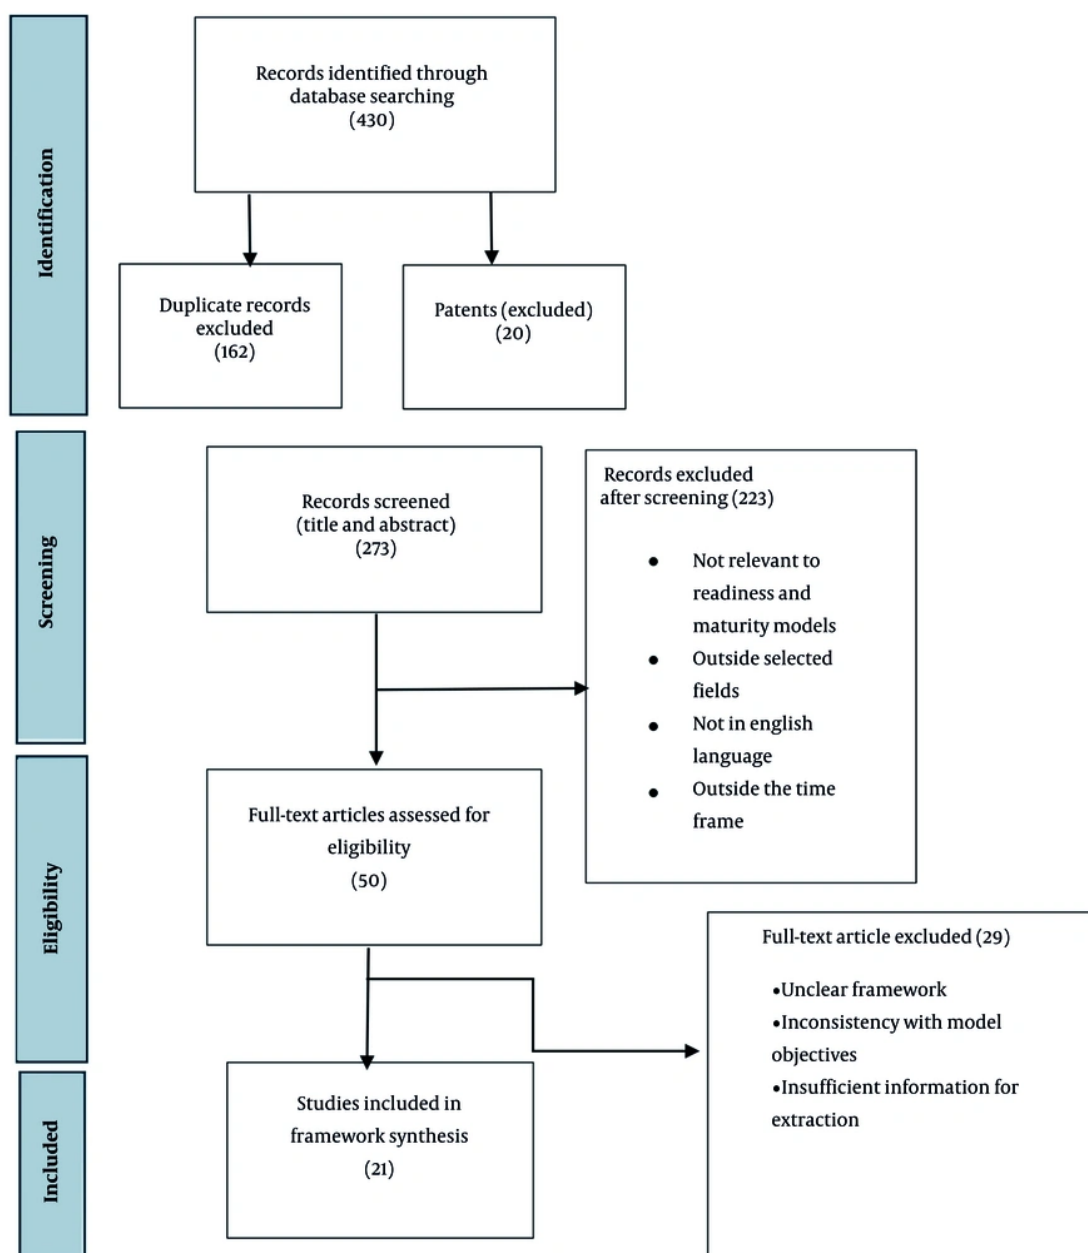 Identification
Records identified through
database searching
(430)
Duplicate records
excluded
(162)
Patents (excluded)
(20)
Screening
Records screened
(title and abstract)
(273)
Records excluded
after screening (223)
● Not relevant to
readiness and
maturity models
● Outside selected
fields
● Not in english
language
● Outside the time
frame
Eligibility
Full-text articles assessed for
eligibility
(50)
Full-text article excluded (29)
•Unclear framework
•Inconsistency with model
objectives
•Insufficient information for
extraction
Included
Studies included in
framework synthesis
(21)